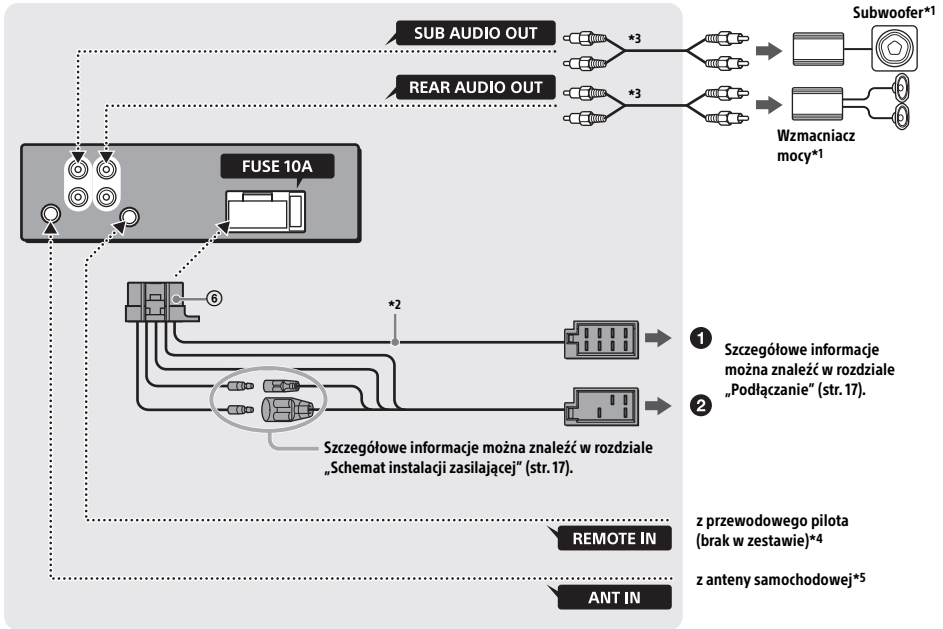 Subwoofer*1
SUB AUDIO OUT
*3
REAR AUDIO OUT
*3
Wzmacniacz
mocy*1
FUSE 10A
⑥
*2
❶
Szczegółowe informacje
można znaleźć w rozdziale
„Podłączanie” (str. 17).
❷
Szczegółowe informacje można znaleźć w rozdziale
„Schemat instalacji zasilającej” (str. 17).
z przewodowego pilota
(brak w zestawie)*4
REMOTE IN
z anteny samochodowej*5
ANT IN